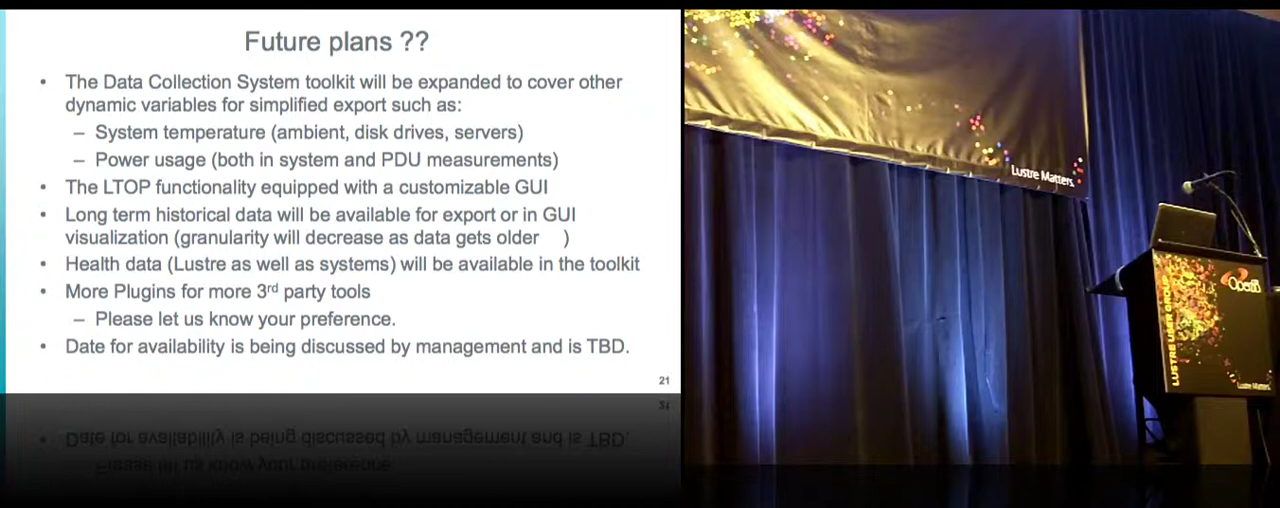 Future plans ??
• The Data Collection System toolkit will be expanded to cover other
dynamic variables for simplified export such as:
– System temperature (ambient, disk drives, servers)
– Power usage (both in system and PDU measurements)
• The LTOP functionality equipped with a customizable GUI
• Long term historical data will be available for export or in GUI
visualization (granularity will decrease as data gets older )
• Health data (Lustre as well as systems) will be available in the toolkit
• More Plugins for more 3rd party tools
– Please let us know your preference.
• Date for availability is being discussed by management and is TBD.
21
Lustre Matters.
LUSTRE USER GROUP
Lustre Matters